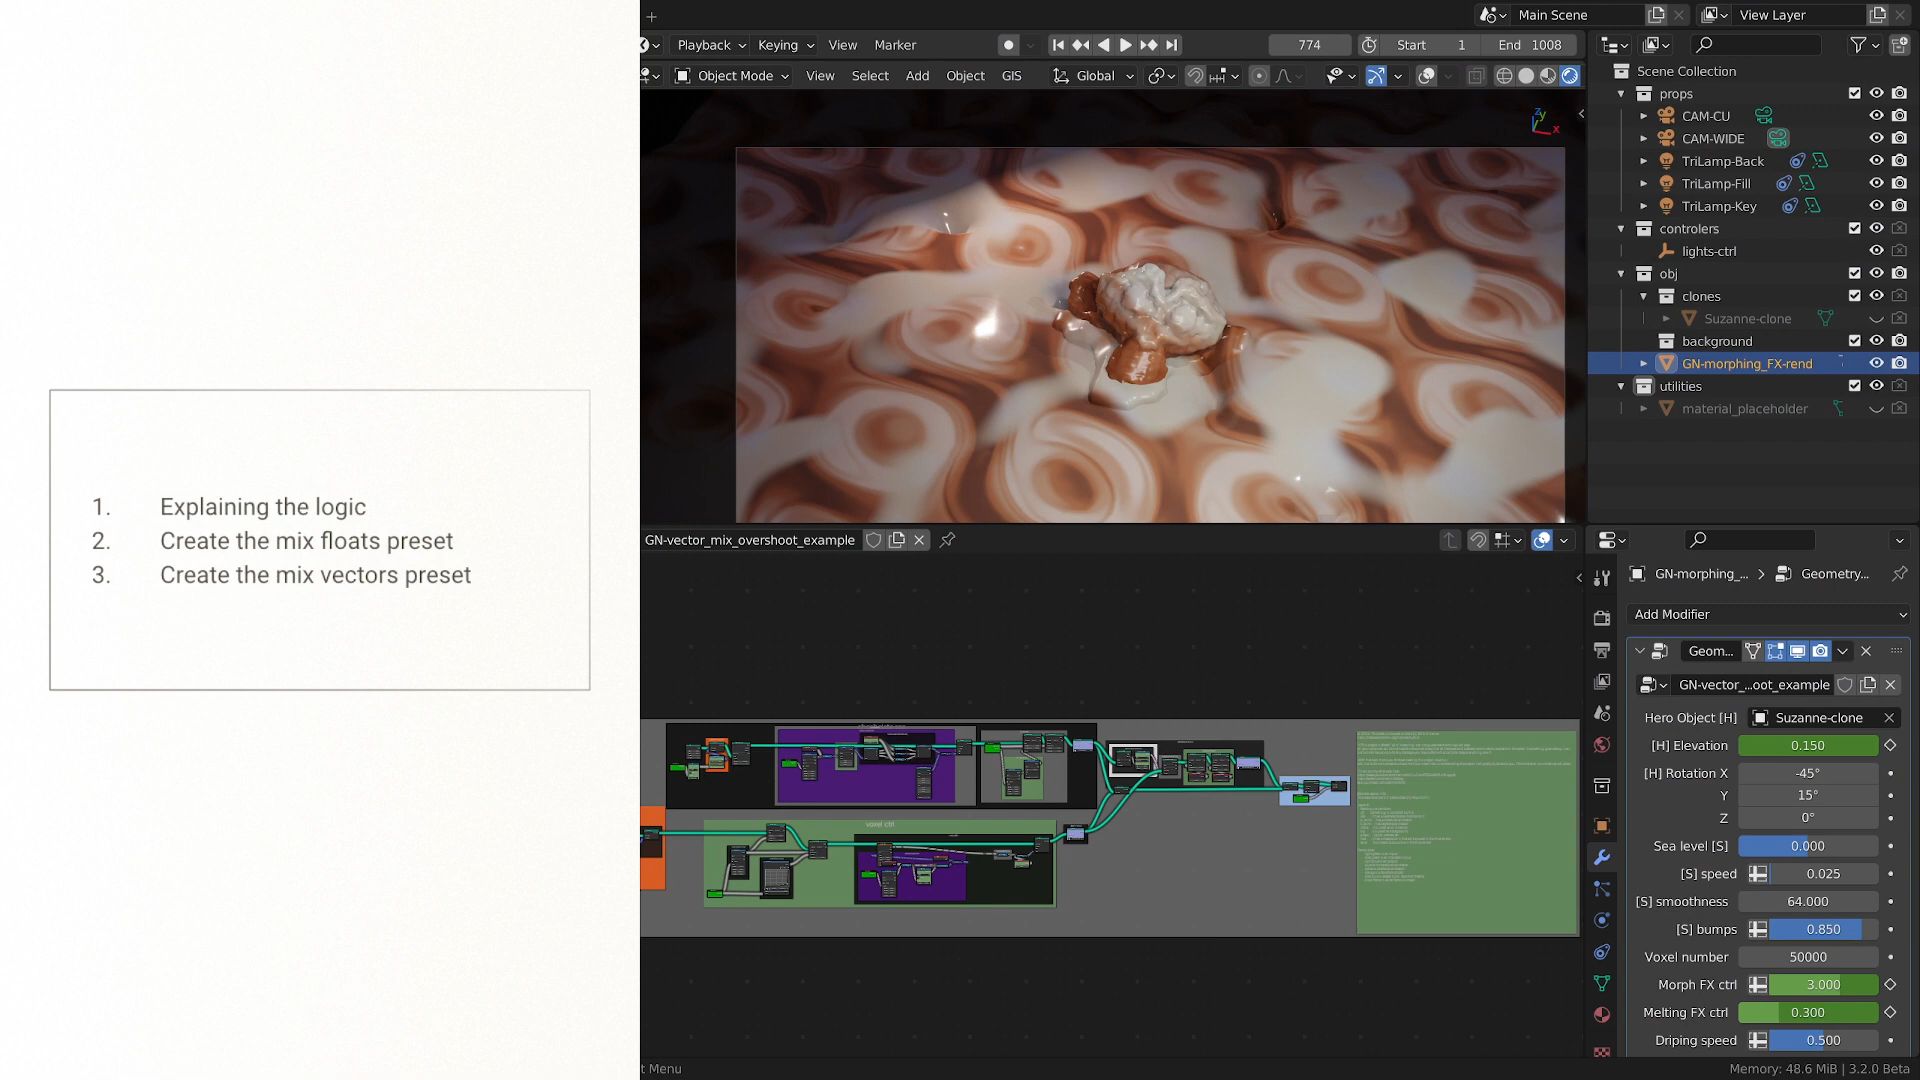 1. Explaining the logic
2. Create the mix floats preset
3. Create the mix vectors preset
Main Scene
View Layer
Playback Keying View Marker
774 Start 1 End 1008
Object Mode View Select Add Object GIS
Global
Z Y X
Scene Collection
props
CAM-CU
CAM-WIDE
TriLamp-Back
TriLamp-Fill
TriLamp-Key
controlers
lights-ctrl
obj
clones
Suzanne-clone
background
GN-morphing_FX-rend
utilities
material_placeholder
GN-vector_mix_overshoot_example
voxel ctrl
GN-morphing_... Geometry...
Add Modifier
Geom...
GN-vector_...oot_example
Hero Object [H] Suzanne-clone
[H] Elevation 0.150
[H] Rotation X -45°
Y 15°
Z 0°
Sea level [S] 0.000
[S] speed 0.025
[S] smoothness 64.000
[S] bumps 0.850
Voxel number 50000
Morph FX ctrl 3.000
Melting FX ctrl 0.300
Driping speed 0.500
t Menu
Memory: 48.6 MiB | 3.2.0 Beta